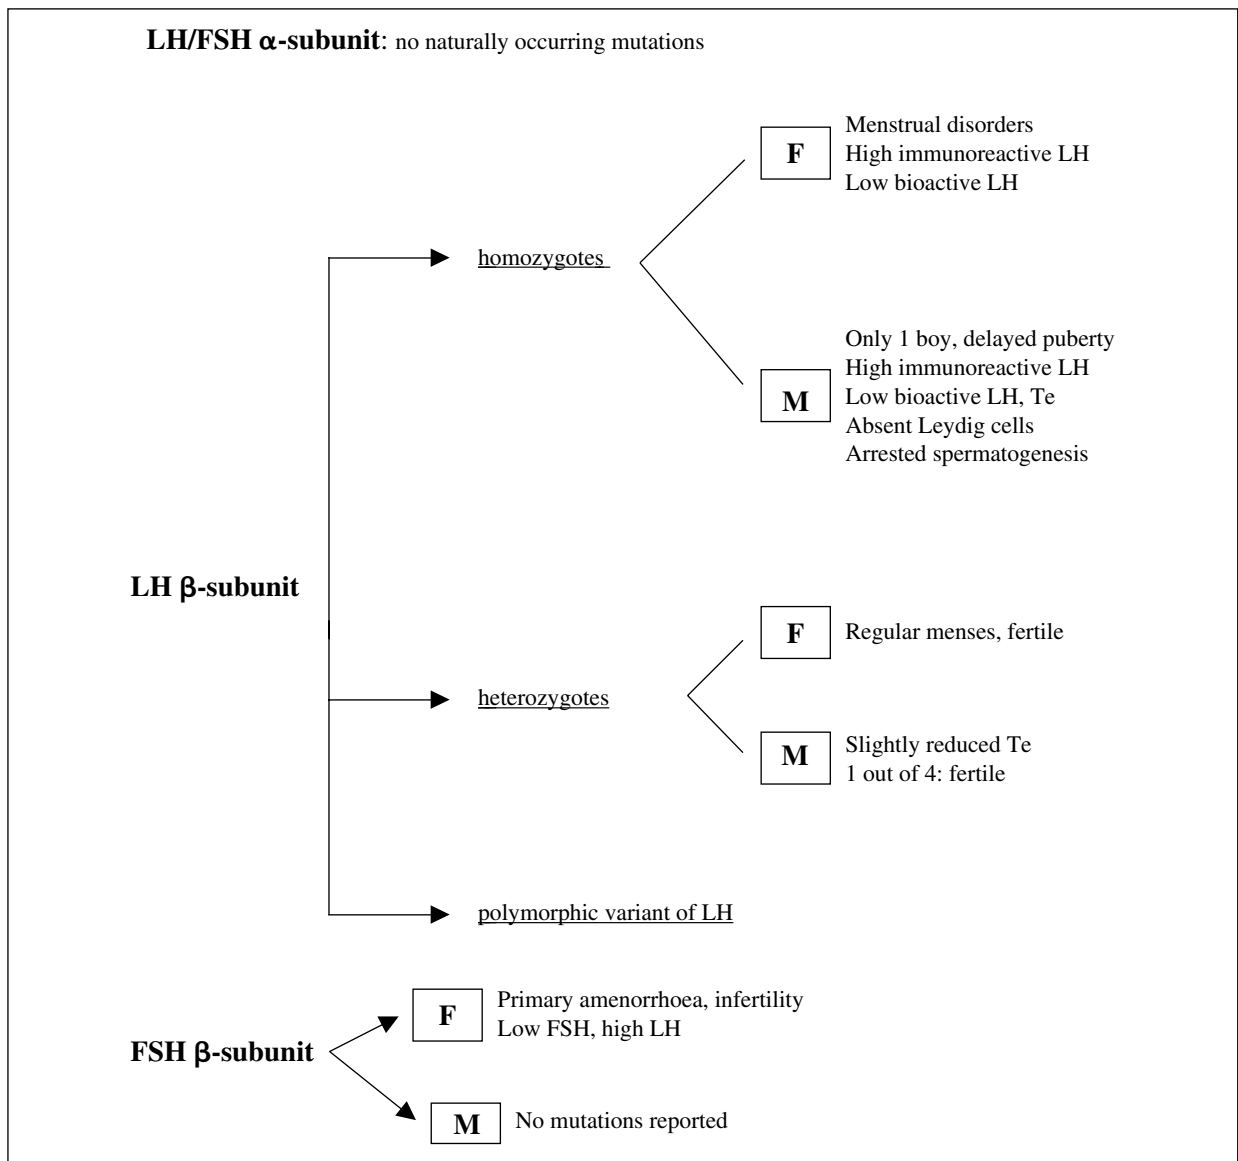 LH/FSH α-subunit: no naturally occurring mutations
F
Menstrual disorders
High immunoreactive LH
Low bioactive LH
homozygotes
M
Only 1 boy, delayed puberty
High immunoreactive LH
Low bioactive LH, Te
Absent Leydig cells
Arrested spermatogenesis
LH β-subunit
F
Regular menses, fertile
heterozygotes
M
Slightly reduced Te
1 out of 4: fertile
polymorphic variant of LH
F
Primary amenorrhoea, infertility
Low FSH, high LH
FSH β-subunit
M
No mutations reported